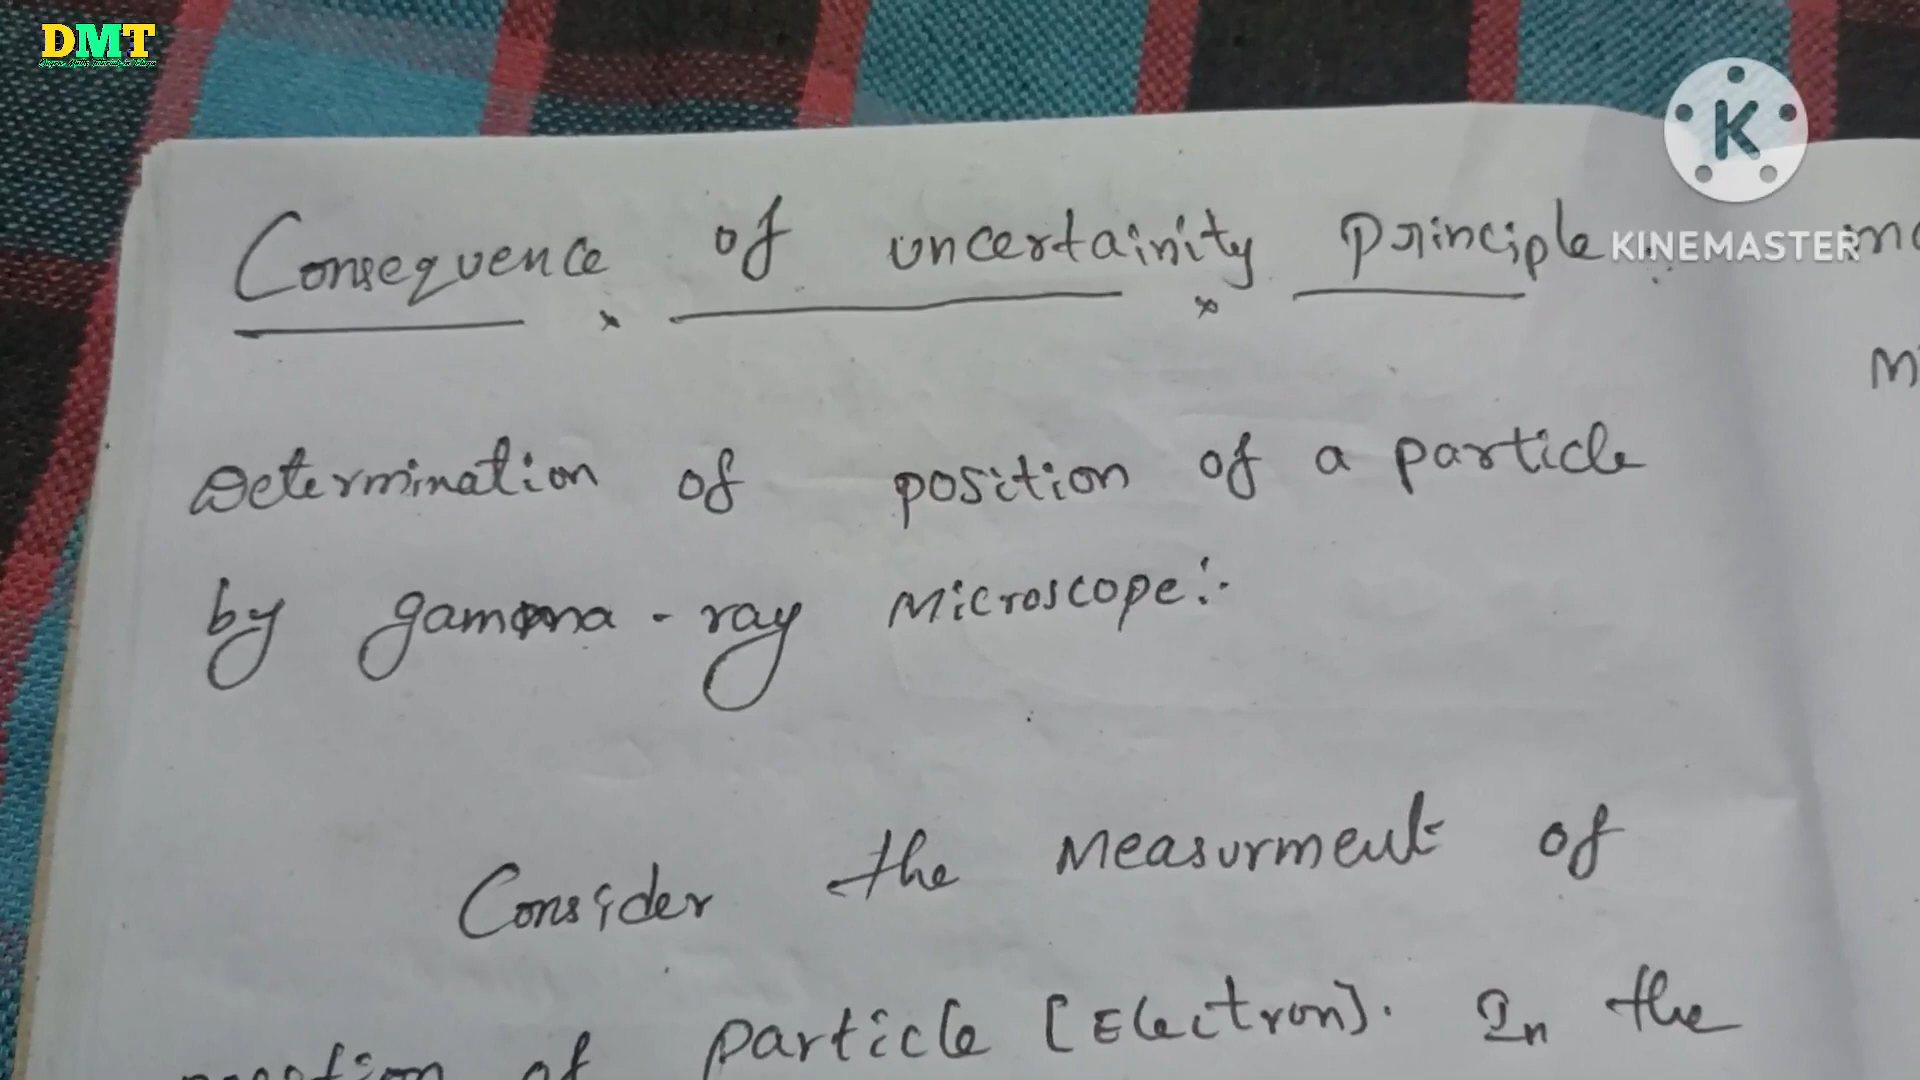 DMT
K
KINEMASTER
Consequence of uncertainity principle
Determination of position of a particle
by gamma - ray Microscope:-
Consider the Measurment of
of particle [Electron]. In the